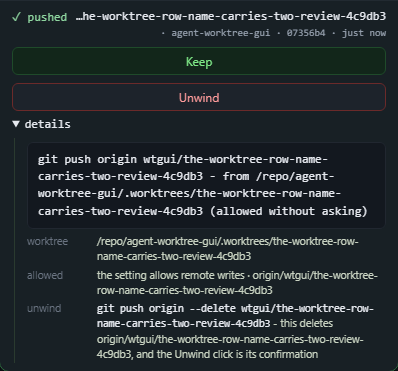 ✓ pushed …he-worktree-row-name-carries-two-review-4c9db3
· agent-worktree-gui · 07356b4 · just now
Keep
Unwind
▼ details
git push origin wtgui/the-worktree-row-name-
carries-two-review-4c9db3 - from /repo/agent-
worktree-gui/.worktrees/the-worktree-row-name-
carries-two-review-4c9db3 (allowed without asking)
worktree /repo/agent-worktree-gui/.worktrees/the-worktree-row-
name-carries-two-review-4c9db3
allowed the setting allows remote writes · origin/wtgui/the-worktree-
row-name-carries-two-review-4c9db3
unwind git push origin --delete wtgui/the-worktree-row-
name-carries-two-review-4c9db3 - this deletes
origin/wtgui/the-worktree-row-name-carries-two-review-
4c9db3, and the Unwind click is its confirmation